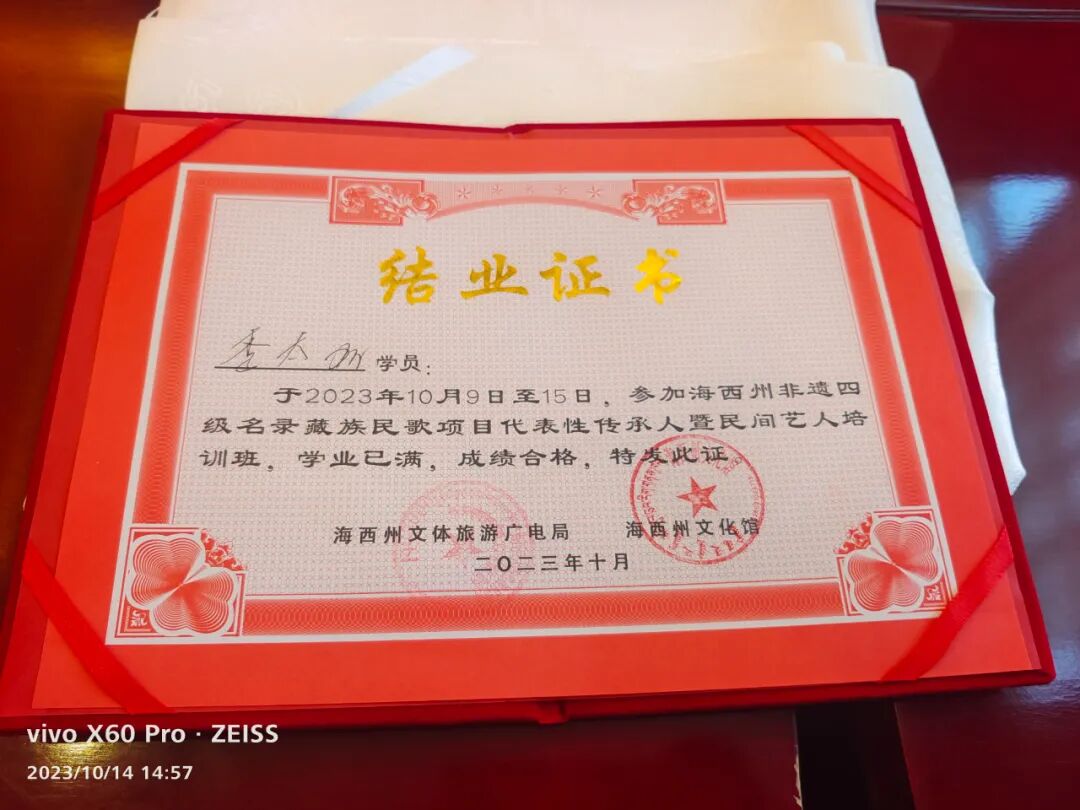 结业证书
李太 学员：
于2023年10月9日至15日，参加海西州非遗四
级名录藏族民歌项目代表性传承人暨民间艺人培
训班，学业已满，成绩合格，特发此证
海西州文体旅游广电局 海西州文化馆
二〇二三年十月
vivo X60 Pro · ZEISS
2023/10/14 14:57